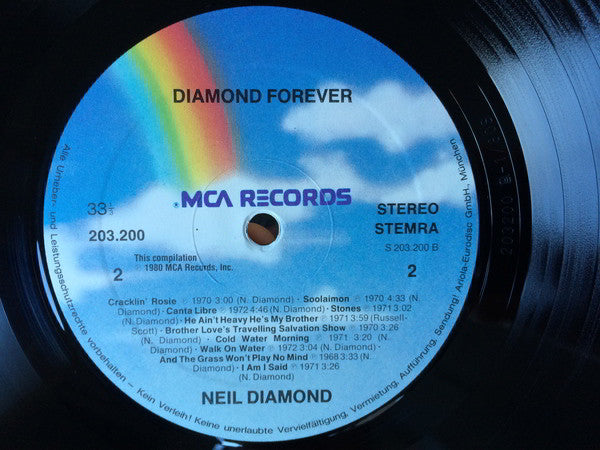 DIAMOND FOREVER
MCA RECORDS
33⅓
203.200
STEREO
STEMRA
S 203.200 B
This compilation
℗ 1980 MCA Records, Inc.
2
2
Cracklin' Rosie ℗ 1970 3:00 (N. Diamond) · Soolaimon ℗ 1970 4:33 (N.
Diamond) · Canta Libre ℗ 1972 4:46 (N. Diamond) · Stones ℗ 1971 3:02
(N. Diamond) · He Ain't Heavy He's My Brother ℗ 1971 3:59 (Russell-
Scott) · Brother Love's Travelling Salvation Show ℗ 1970 3:26
(N. Diamond) · Cold Water Morning ℗ 1971 3:20 (N.
Diamond) · Walk On Water ℗ 1972 3:04 (N. Diamond)
· And The Grass Won't Play No Mind ℗ 1968 3:33 (N.
Diamond) · I Am I Said ℗ 1971 3:26
(N. Diamond)
NEIL DIAMOND
Alle Urheber- und Leistungsschutzrechte vorbehalten – Kein Verleih! Keine unerlaubte Vervielfältigung, Vermietung, Aufführung, Sendung! Ariola-Eurodisc GmbH., München